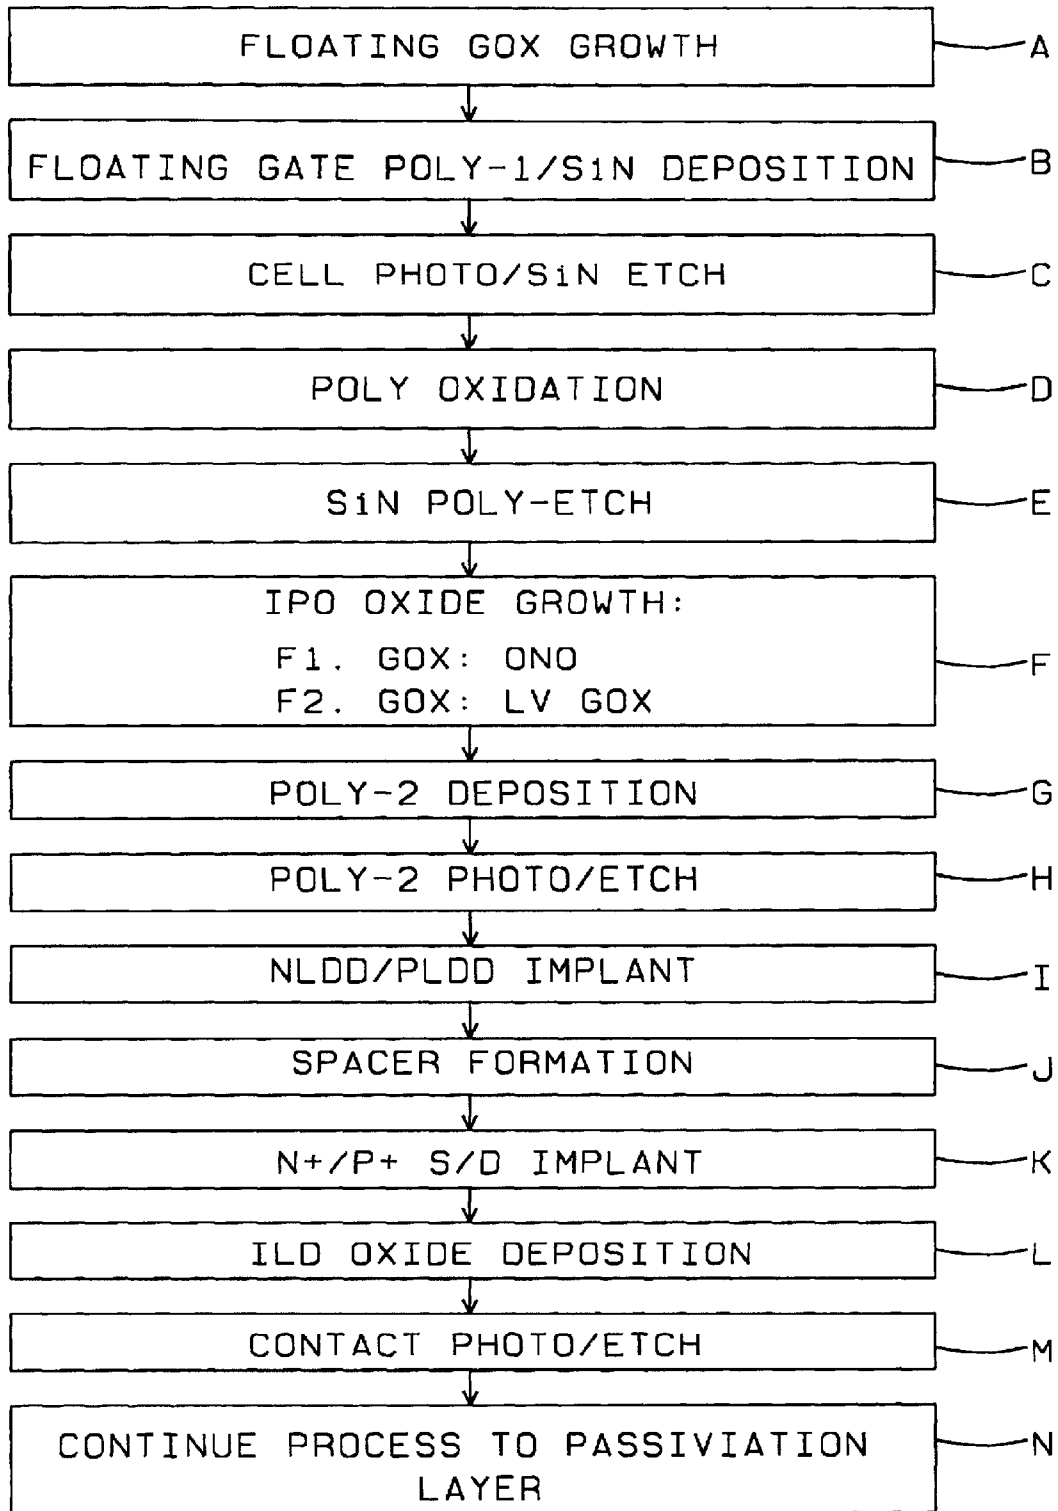 FLOATING GOX GROWTH A
FLOATING GATE POLY-1/SiN DEPOSITION B
CELL PHOTO/SiN ETCH C
POLY OXIDATION D
SiN POLY-ETCH E
IPO OXIDE GROWTH:
F1. GOX: ONO
F2. GOX: LV GOX
F
POLY-2 DEPOSITION G
POLY-2 PHOTO/ETCH H
NLDD/PLDD IMPLANT I
SPACER FORMATION J
N+/P+ S/D IMPLANT K
ILD OXIDE DEPOSITION L
CONTACT PHOTO/ETCH M
CONTINUE PROCESS TO PASSIVIATION N
LAYER